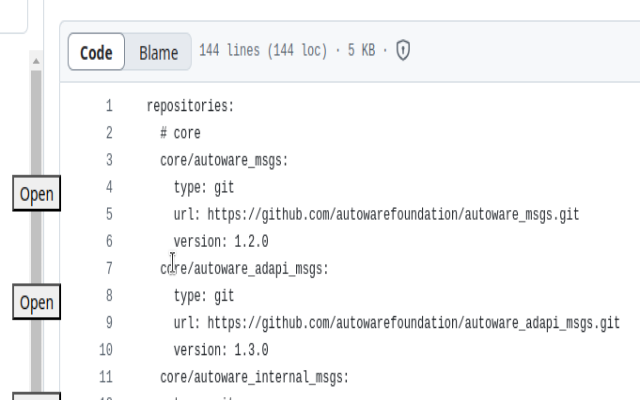 Code Blame 144 lines (144 loc) · 5 KB ·
1 repositories:
2 # core
3 core/autoware_msgs:
Open
4 type: git
5 url: https://github.com/autowarefoundation/autoware_msgs.git
6 version: 1.2.0
7 core/autoware_adapi_msgs:
Open
8 type: git
9 url: https://github.com/autowarefoundation/autoware_adapi_msgs.git
10 version: 1.3.0
11 core/autoware_internal_msgs: